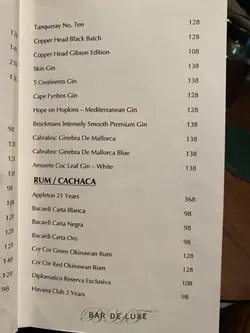 Tanqueray No. Ten 128
Copper Head Black Batch 128
Copper Head Gibson Edition 108
Skin Gin 138
5 Continents Gin 138
Cape Fynbos Gin 128
Hope on Hopkins – Mediterranean Gin 138
Brockmans Intensely Smooth Premium Gin 138
Cabraboc Ginebra De Mallorca 138
Cabraboc Ginebra De Mallorca Blue 138
Amuerte Coc Leaf Gin – White 138
RUM / CACHACA
Appleton 21 Years 368
Bacardi Carta Blanca 98
Bacardi Carta Negra 98
Bacardi Carta Oro 98
Cor Cor Green Okinawan Rum 128
Cor Cor Red Okinawan Rum 128
Diplomatico Reserva Exclusiva 108
Havana Club 3 Years 98
BAR DE LUXE